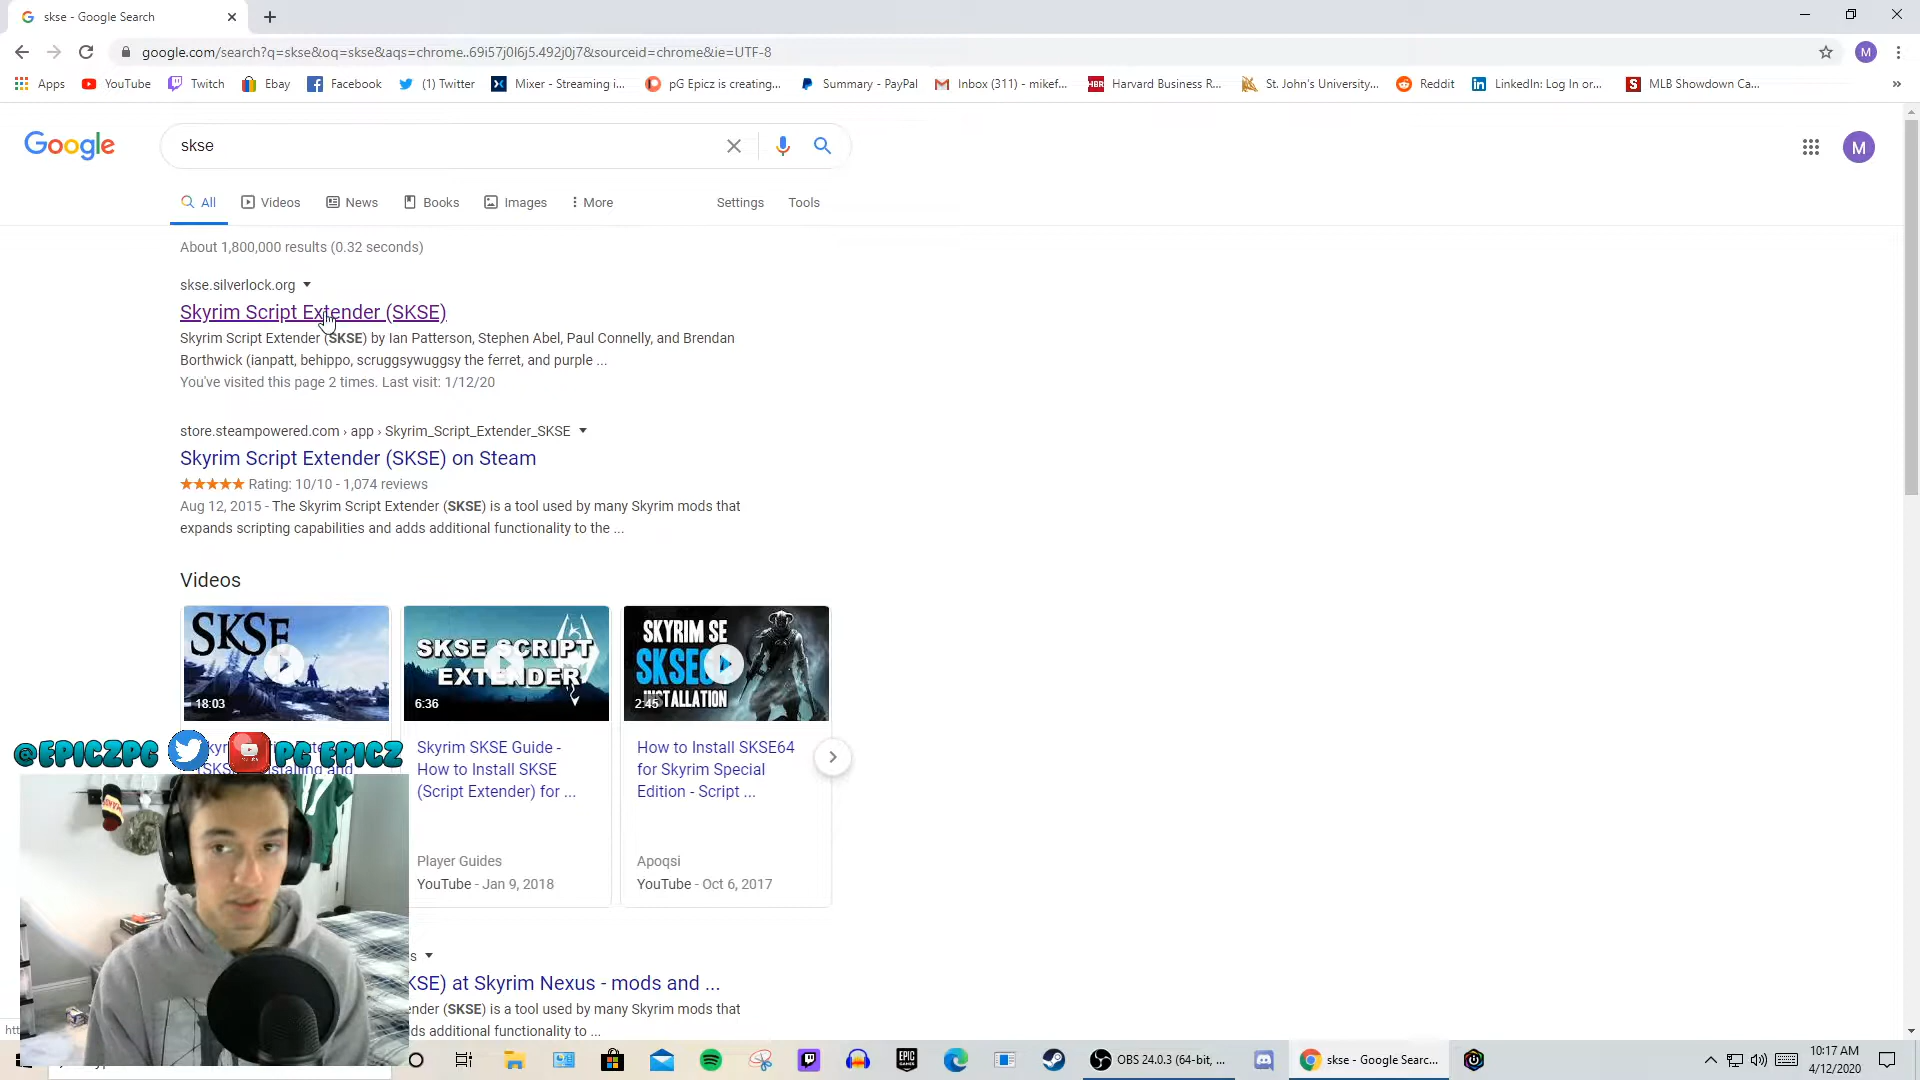 skse - Google Search
google.com/search?q=skse&oq=skse&aqs=chrome..69i57j0l6j5.492j0j7&sourceid=chrome&ie=UTF-8
M
Apps YouTube Twitch Ebay Facebook (1) Twitter Mixer - Streaming i... pG Epicz is creating... Summary - PayPal Inbox (311) - mikef... HBR Harvard Business R... St. John's University... Reddit LinkedIn: Log In or... MLB Showdown Ca...
Google
skse
M
All Videos News Books Images More Settings Tools
About 1,800,000 results (0.32 seconds)
skse.silverlock.org
Skyrim Script Extender (SKSE)
Skyrim Script Extender (SKSE) by Ian Patterson, Stephen Abel, Paul Connelly, and Brendan
Borthwick (ianpatt, behippo, scruggsywuggsy the ferret, and purple ...
You've visited this page 2 times. Last visit: 1/12/20
store.steampowered.com › app › Skyrim_Script_Extender_SKSE
Skyrim Script Extender (SKSE) on Steam
Rating: 10/10 - 1,074 reviews
Aug 12, 2015 - The Skyrim Script Extender (SKSE) is a tool used by many Skyrim mods that
expands scripting capabilities and adds additional functionality to the ...
Videos
SKSE
18:03
SKSE SCRIPT
EXTENDER
6:36
SKYRIM SE
INSTALLATION
2:45
@EPICZPG PG EPICZ
Skyrim SKSE Guide -
How to Install SKSE
(Script Extender) for ...
Player Guides
YouTube - Jan 9, 2018
How to Install SKSE64
for Skyrim Special
Edition - Script ...
Apoqsi
YouTube - Oct 6, 2017
KSE) at Skyrim Nexus - mods and ...
ender (SKSE) is a tool used by many Skyrim mods that
ds additional functionality to ...
OBS 24.0.3 (64-bit, ...
skse - Google Searc...
10:17 AM
4/12/2020